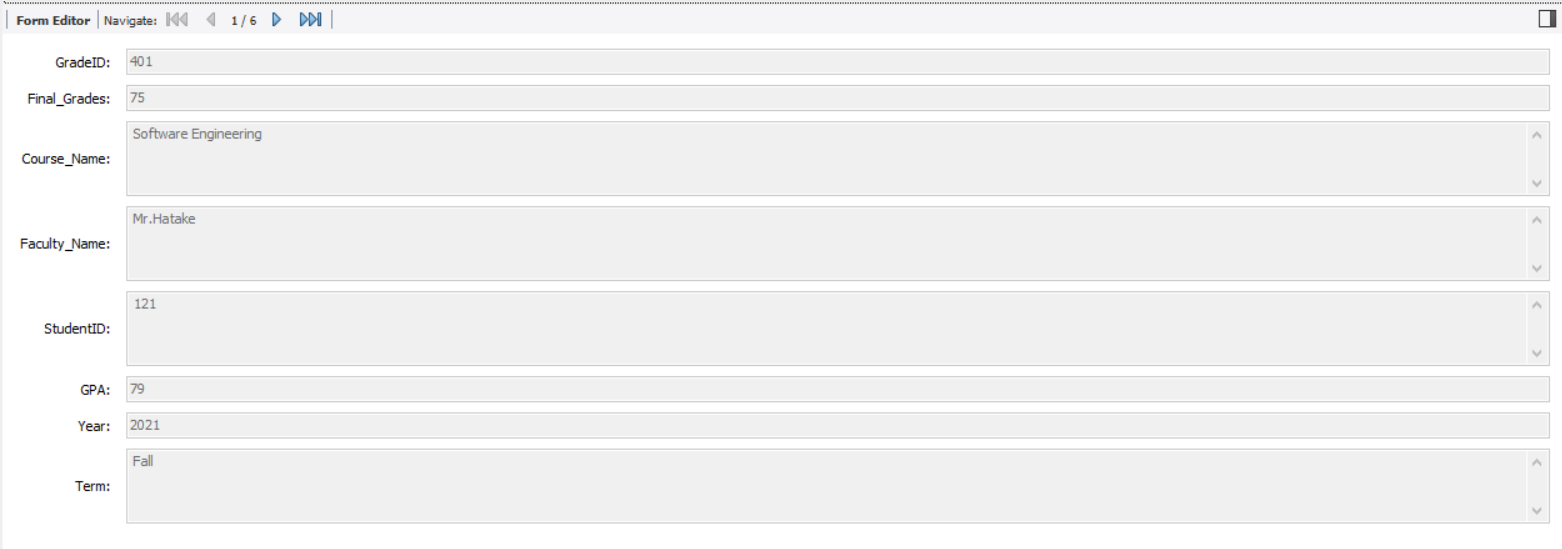 Form Editor Navigate: 1 / 6
GradeID: 401
Final_Grades: 75
Course_Name: Software Engineering
Faculty_Name: Mr.Hatake
StudentID: 121
GPA: 79
Year: 2021
Term: Fall